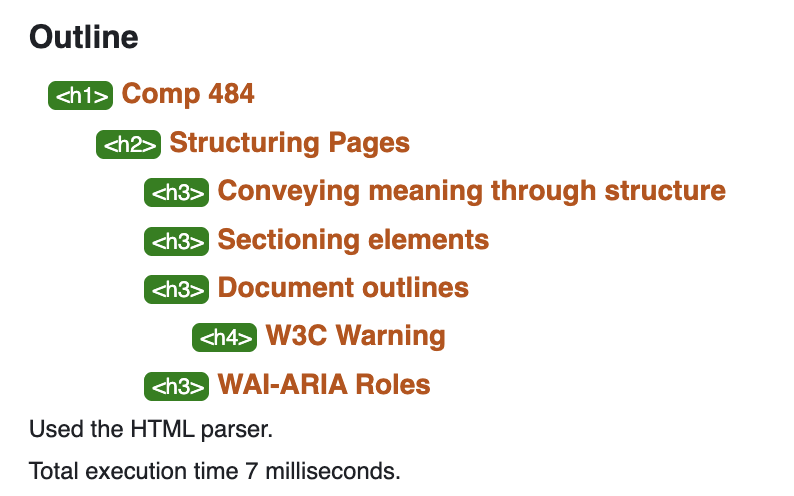 Outline
<h1> Comp 484
<h2> Structuring Pages
<h3> Conveying meaning through structure
<h3> Sectioning elements
<h3> Document outlines
<h4> W3C Warning
<h3> WAI-ARIA Roles
Used the HTML parser.
Total execution time 7 milliseconds.